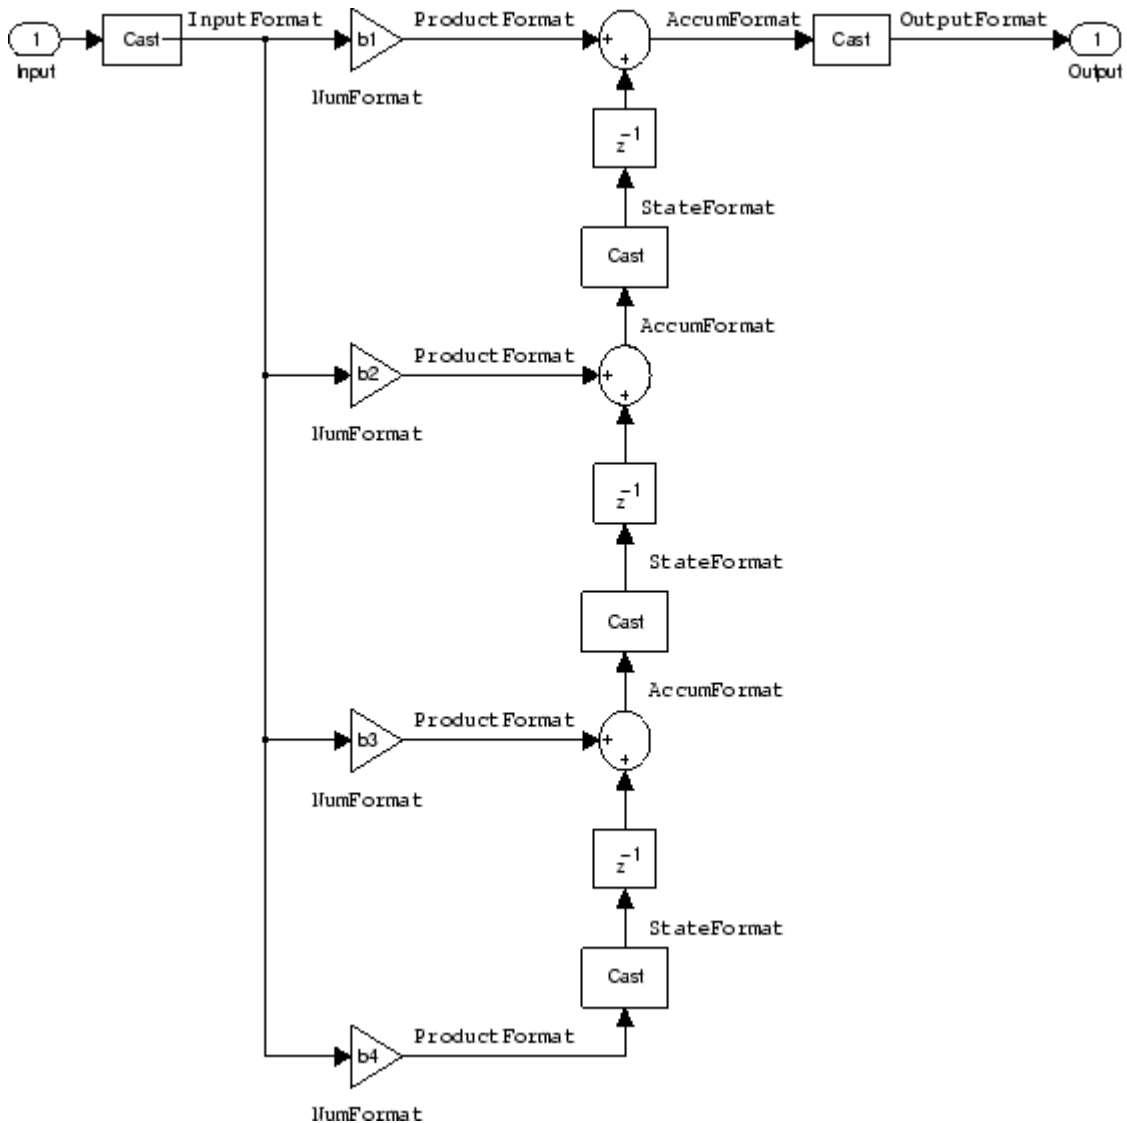 InputFormat ProductFormat AccumFormat OutputFormat
1 Cast b1 + Cast 1
Input + Output
NumFormat
z⁻¹
StateFormat
Cast
AccumFormat
ProductFormat
b2 +
+
NumFormat
z⁻¹
StateFormat
Cast
AccumFormat
ProductFormat
b3 +
+
NumFormat
z⁻¹
StateFormat
Cast
ProductFormat
b4
NumFormat